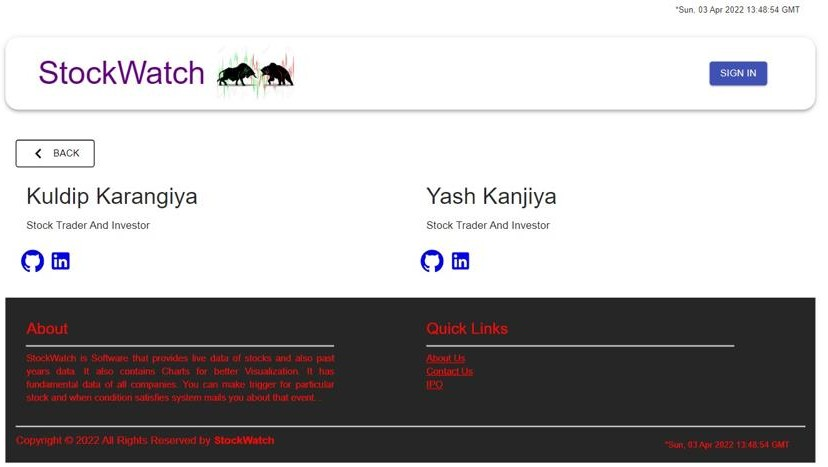 *Sun, 03 Apr 2022 13:48:54 GMT
StockWatch
SIGN IN
BACK
Kuldip Karangiya
Yash Kanjiya
Stock Trader And Investor
Stock Trader And Investor
in
in
About
Quick Links
StockWatch is Software that provides live data of stocks and also past
years data. It also contains Charts for better Visualization. It has
fundamental data of all companies. You can make trigger for particular
stock and when condition satisfies system mails you about that event...
About Us
Contact Us
IPO
Copyright © 2022 All Rights Reserved by StockWatch
*Sun, 03 Apr 2022 13:48:54 GMT